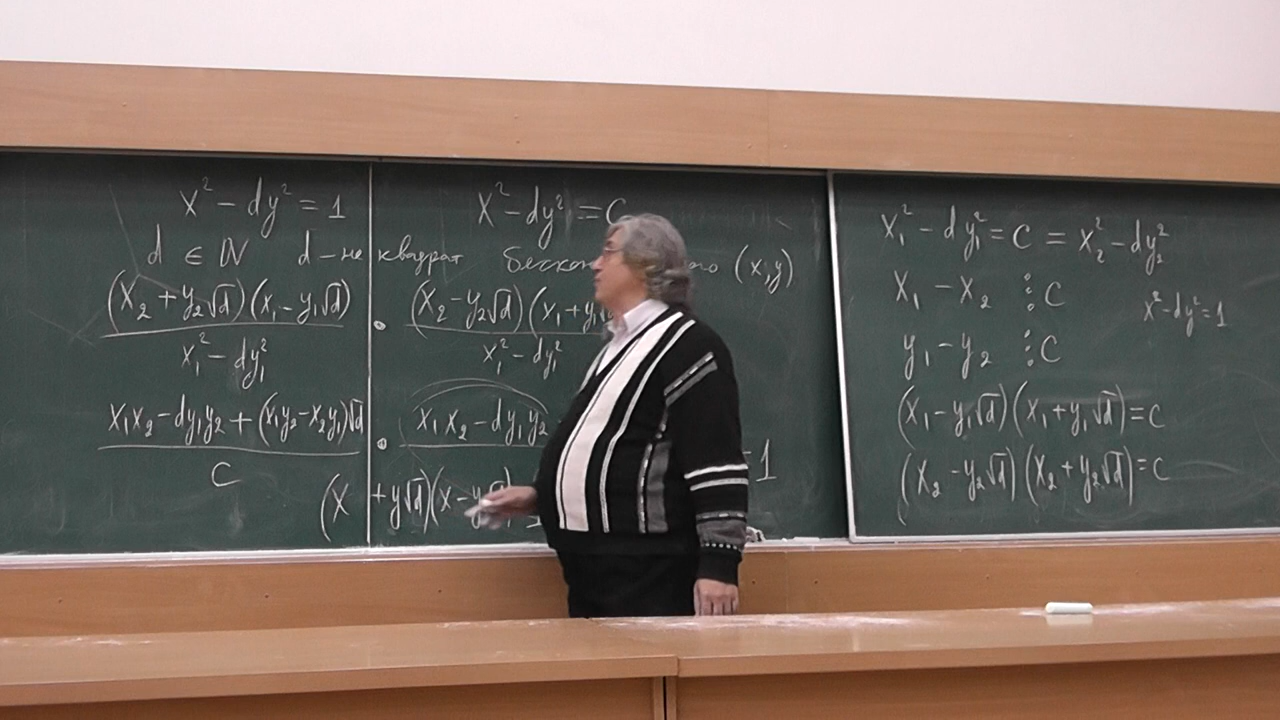 x² − dy² = 1
d ∈ ℕ d – не квадрат
(x₂ + y₂√d)(x₁ − y₁√d)
x₁² − dy₁²
x₁x₂ − dy₁y₂ + (x₁y₂ − x₂y₁)√d
C
(x + y√d)(x − y√d)
x² − dy² = C
(x,y)
(x₂ − y₂√d)(x₁ + y₁
x₁² − dy₁²
x₁x₂ − dy₁y₂
= 1
x₁² − dy₁² = C = x₂² − dy₂²
x₁ − x₂ ⋮ C
x² − dy² = 1
y₁ − y₂ ⋮ C
(x₁ − y₁√d)(x₁ + y₁√d) = C
(x₂ − y₂√d)(x₂ + y₂√d) = C